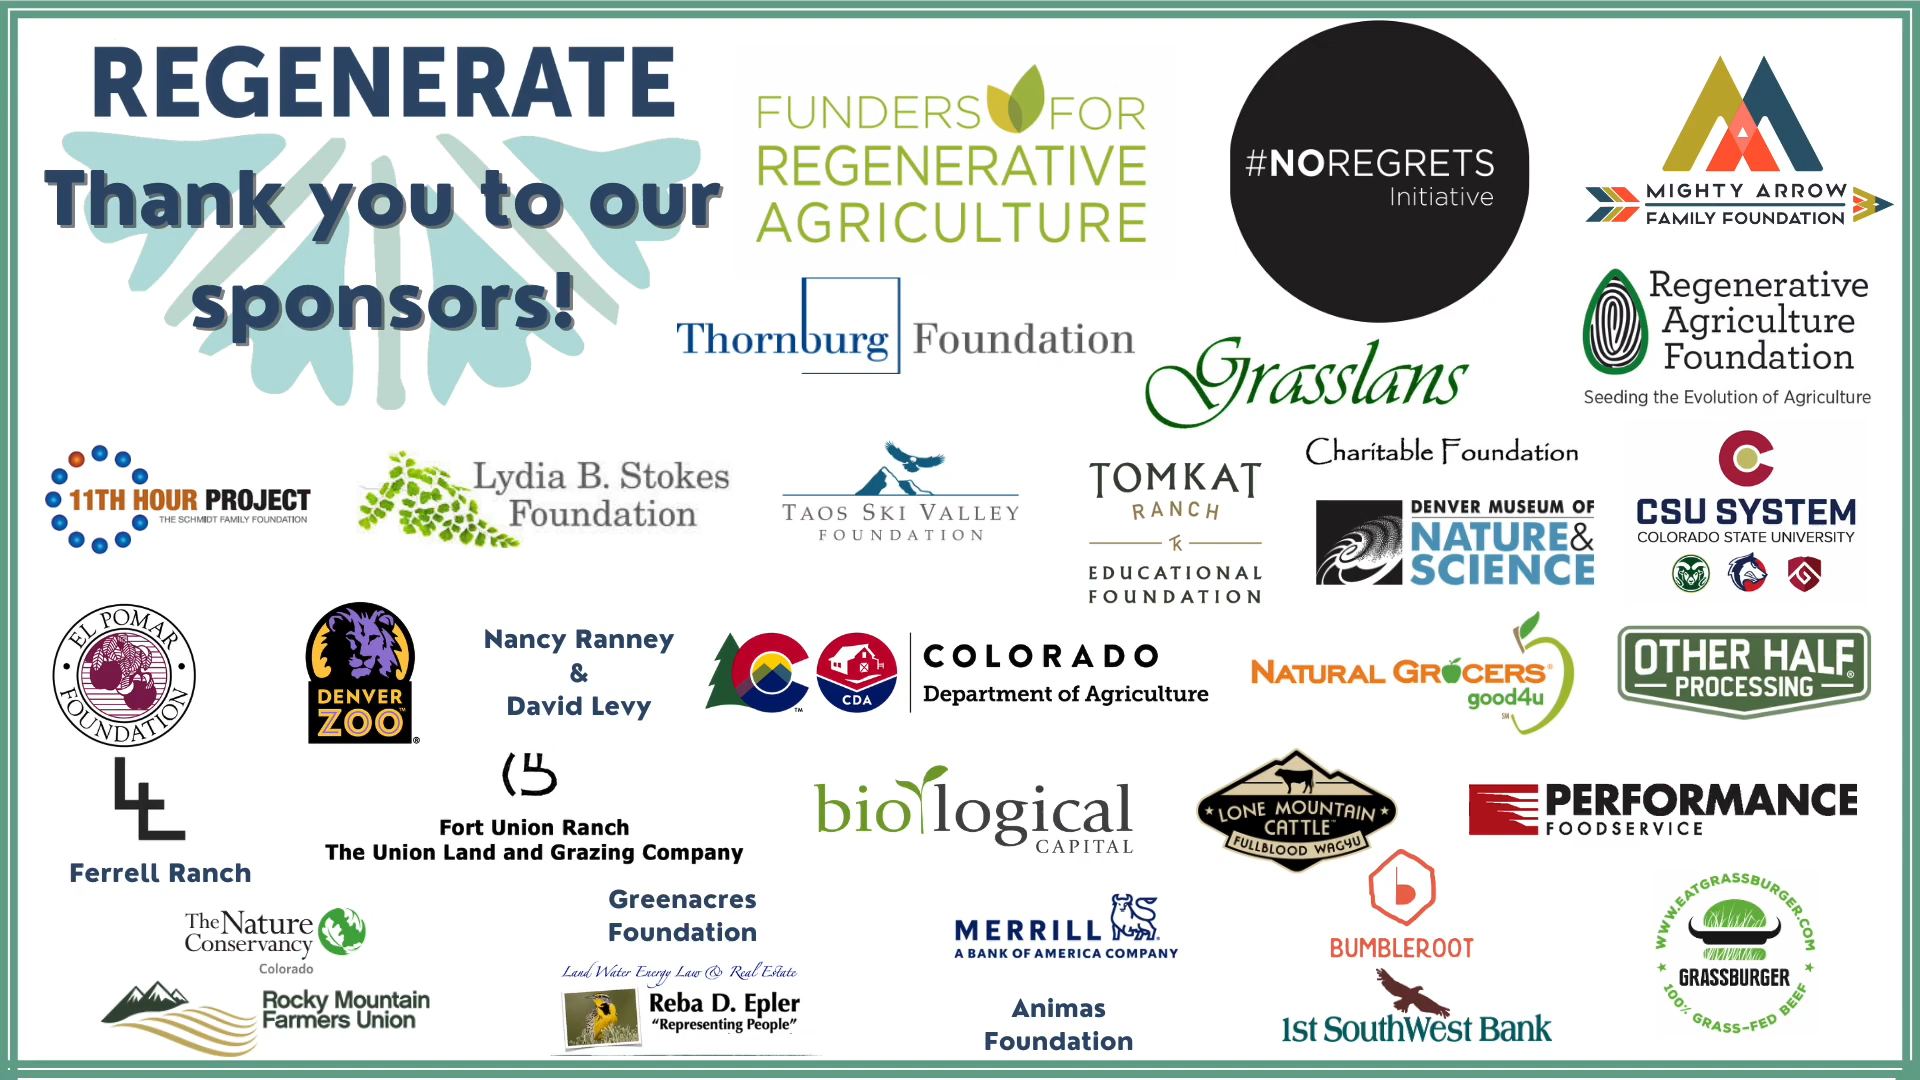 REGENERATE
Thank you to our
sponsors!
FUNDERS FOR
REGENERATIVE
AGRICULTURE
#NOREGRETS
Initiative
MIGHTY ARROW
FAMILY FOUNDATION
Thornburg Foundation
Grasslans
Charitable Foundation
Regenerative
Agriculture
Foundation
Seeding the Evolution of Agriculture
11TH HOUR PROJECT
THE SCHMIDT FAMILY FOUNDATION
Lydia B. Stokes
Foundation
TAOS SKI VALLEY
FOUNDATION
TOMKAT
RANCH
TK
EDUCATIONAL
FOUNDATION
DENVER MUSEUM OF
NATURE &
SCIENCE
C
CSU SYSTEM
COLORADO STATE UNIVERSITY
EL POMAR
FOUNDATION
DENVER
ZOO™
®
Nancy Ranney
&
David Levy
C
™
CDA
COLORADO
Department of Agriculture
NATURAL GROCERS®
good4u
SM
OTHER HALF®
PROCESSING
Ferrell Ranch
Fort Union Ranch
The Union Land and Grazing Company
biological
CAPITAL
LONE MOUNTAIN
CATTLE™
FULLBLOOD WAGYU
PERFORMANCE
FOODSERVICE
The Nature
Conservancy
Colorado
Greenacres
Foundation
MERRILL
A BANK OF AMERICA COMPANY
b
BUMBLEROOT
WWW.EATGRASSBURGER.COM
GRASSBURGER
100% GRASS-FED BEEF
Rocky Mountain
Farmers Union
Land Water Energy Law & Real Estate
Reba D. Epler
“Representing People”
Animas
Foundation
1st SouthWest Bank